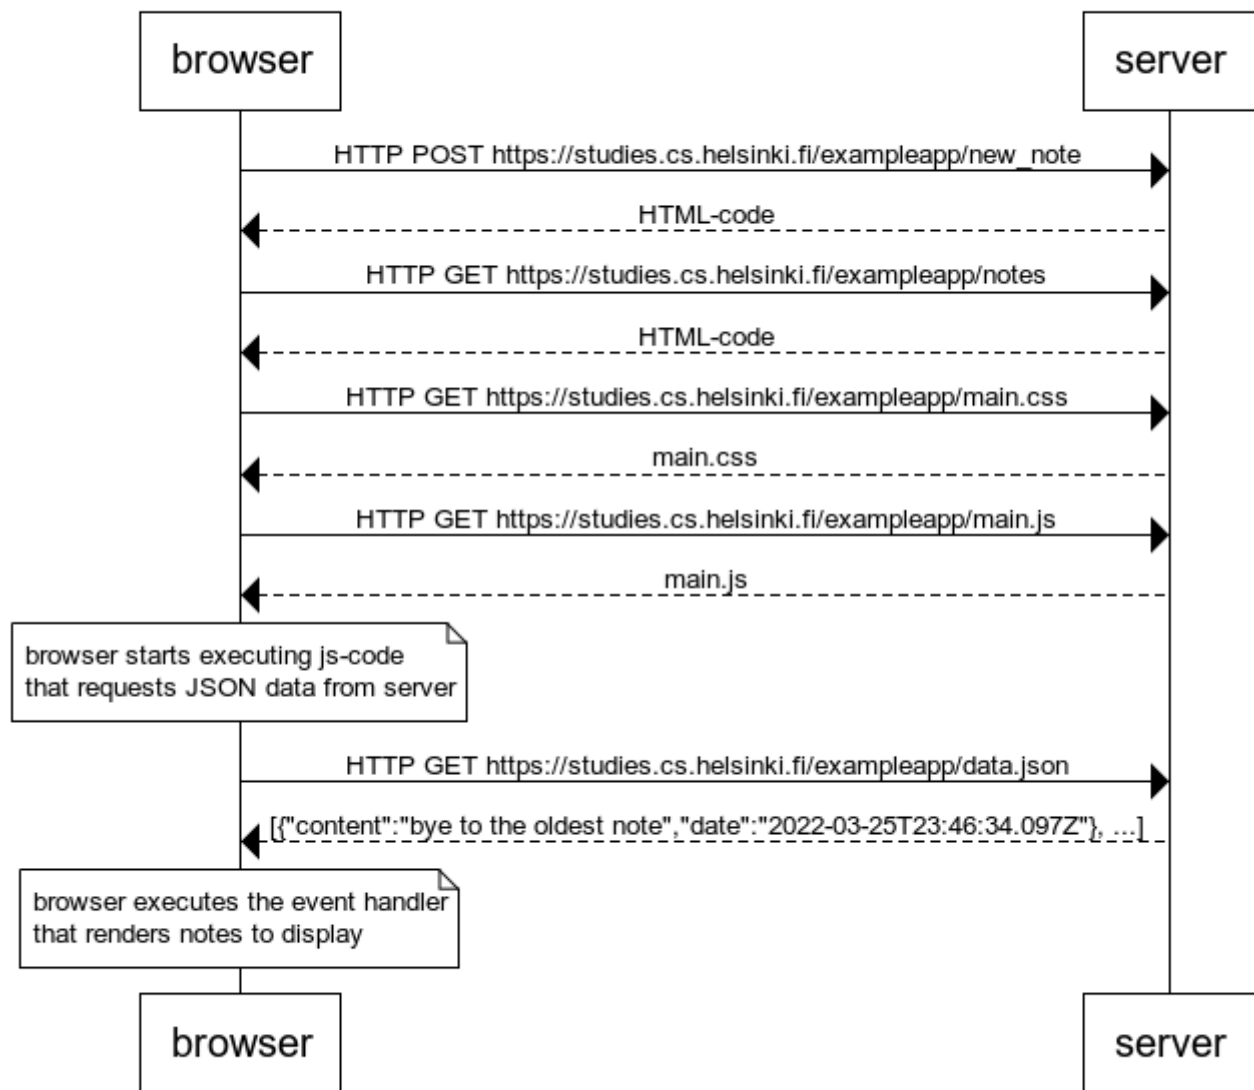 browser
server
HTTP POST https://studies.cs.helsinki.fi/exampleapp/new_note
HTML-code
HTTP GET https://studies.cs.helsinki.fi/exampleapp/notes
HTML-code
HTTP GET https://studies.cs.helsinki.fi/exampleapp/main.css
main.css
HTTP GET https://studies.cs.helsinki.fi/exampleapp/main.js
main.js
browser starts executing js-code
that requests JSON data from server
HTTP GET https://studies.cs.helsinki.fi/exampleapp/data.json
[{"content":"bye to the oldest note","date":"2022-03-25T23:46:34.097Z"}, ...]
browser executes the event handler
that renders notes to display
browser
server